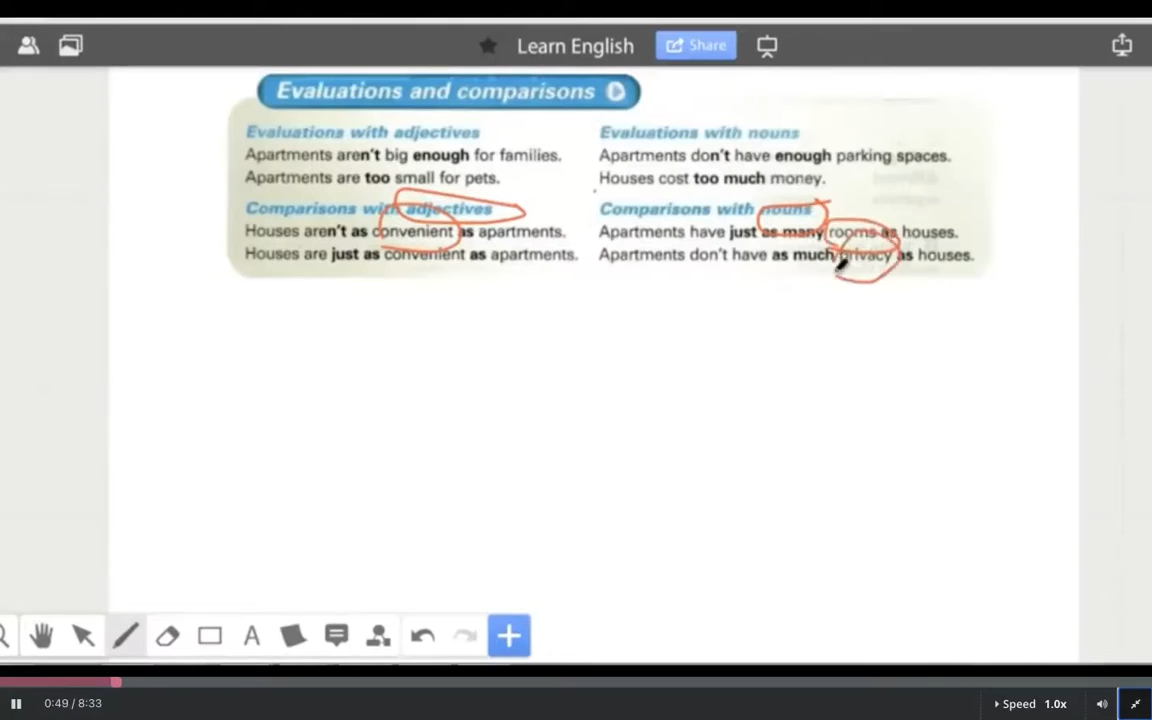 Learn English
Share
Evaluations and comparisons
Evaluations with adjectives
Apartments aren't big enough for families.
Apartments are too small for pets.
Comparisons with adjectives
Houses aren't as convenient as apartments.
Houses are just as convenient as apartments.
Evaluations with nouns
Apartments don't have enough parking spaces.
Houses cost too much money.
Comparisons with nouns
Apartments have just as many rooms as houses.
Apartments don't have as much privacy as houses.
A
0:49 / 8:33
Speed 1.0x